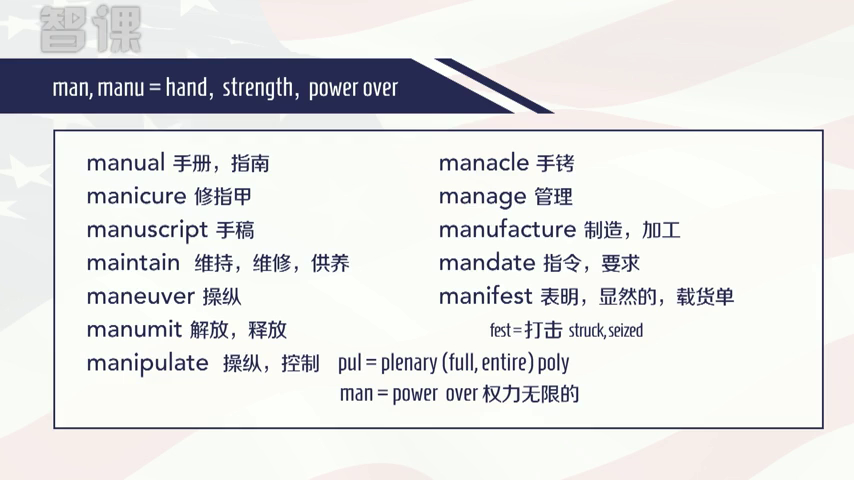 智课
man, manu = hand, strength, power over
manual 手册，指南
manicure 修指甲
manuscript 手稿
maintain 维持，维修，供养
maneuver 操纵
manumit 解放，释放
manipulate 操纵，控制 pul = plenary (full, entire) poly
man = power over 权力无限的
manacle 手铐
manage 管理
manufacture 制造，加工
mandate 指令，要求
manifest 表明，显然的，载货单
fest = 打击 struck, seized